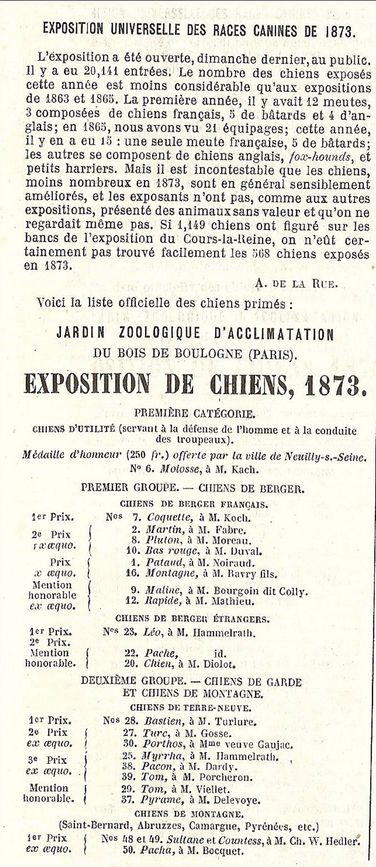 EXPOSITION UNIVERSELLE DES RACES CANINES DE 1873.
L'exposition a été ouverte, dimanche dernier, au public.
Il y a eu 20,141 entrées. Le nombre des chiens exposés
cette année est moins considérable qu'aux expositions
de 1863 et 1865. La première année, il y avait 12 meutes,
3 composées de chiens français, 5 de bâtards et 4 d'an-
glais; en 1865, nous avons vu 21 équipages; cette année,
il y en a eu 15 : une seule meute française, 5 de bâtards;
les autres se composent de chiens anglais, fox-hounds, et
petits harriers. Mais il est incontestable que les chiens,
moins nombreux en 1873, sont en général sensiblement
améliorés, et les exposants n'ont pas, comme aux autres
expositions, présenté des animaux sans valeur et qu'on ne
regardait même pas. Si 1,149 chiens ont figuré sur les
bancs de l'exposition du Cours-la-Reine, on n'eût cer-
tainement pas trouvé facilement les 568 chiens exposés
en 1873.
A. DE LA RUE.
Voici la liste officielle des chiens primés :
JARDIN ZOOLOGIQUE D'ACCLIMATATION
DU BOIS DE BOULOGNE (PARIS).
EXPOSITION DE CHIENS, 1873.
PREMIÈRE CATÉGORIE.
CHIENS D'UTILITÉ (servant à la défense de l'homme et à la conduite
des troupeaux).
Médaille d'honneur (250 fr.) offerte par la ville de Neuilly-s.-Seine.
No 6. Molosse, à M. Kach.
PREMIER GROUPE. — CHIENS DE BERGER.
CHIENS DE BERGER FRANÇAIS.
1er Prix. Nos 7. Coquette, à M. Koch.
2e Prix 2. Martin, à M. Fabre.
8. Pluton, à M. Moreau.
ex æquo. 10. Bas rouge, à M. Duval.
Prix 1. Pataud, à M. Noiraud.
x æquo. 16. Montagne, à M. Bavry fils.
Mention
honorable 9. Maline, à M. Bourgoin dit Colly.
ex æquo. 12. Rapide, à M. Mathieu.
CHIENS DE BERGER ÉTRANGERS.
1er Prix. Nos 23. Léo, à M. Hammelrath.
2e Prix.
Mention 22. Pache, id.
honorable. 20. Chien, à M. Diolot.
DEUXIÈME GROUPE. — CHIENS DE GARDE
ET CHIENS DE MONTAGNE.
CHIENS DE TERRE-NEUVE.
1er Prix. Nos 28. Bastien, à M. Turlure.
2e Prix 27. Turc, à M. Gosse.
ex æquo. 30. Porthos, à Mme veuve Gaujac.
3e Prix 25. Myrrha, à M. Hammelrath.
38. Pacon, à M. Dardy.
ex æquo. 39. Tom, à M. Porcheron.
Mention 29. Tom, à M. Viellet.
honorable. 37. Pyrame, à M. Delevoye.
CHIENS DE MONTAGNE.
(Saint-Bernard, Abruzzes, Camargue, Pyrénées, etc.)
1er Prix Nos 48 et 49. Sultane et Countess, à M. Ch. W. Hedler.
ex æquo. 50. Pacha, à M. Bocquet.